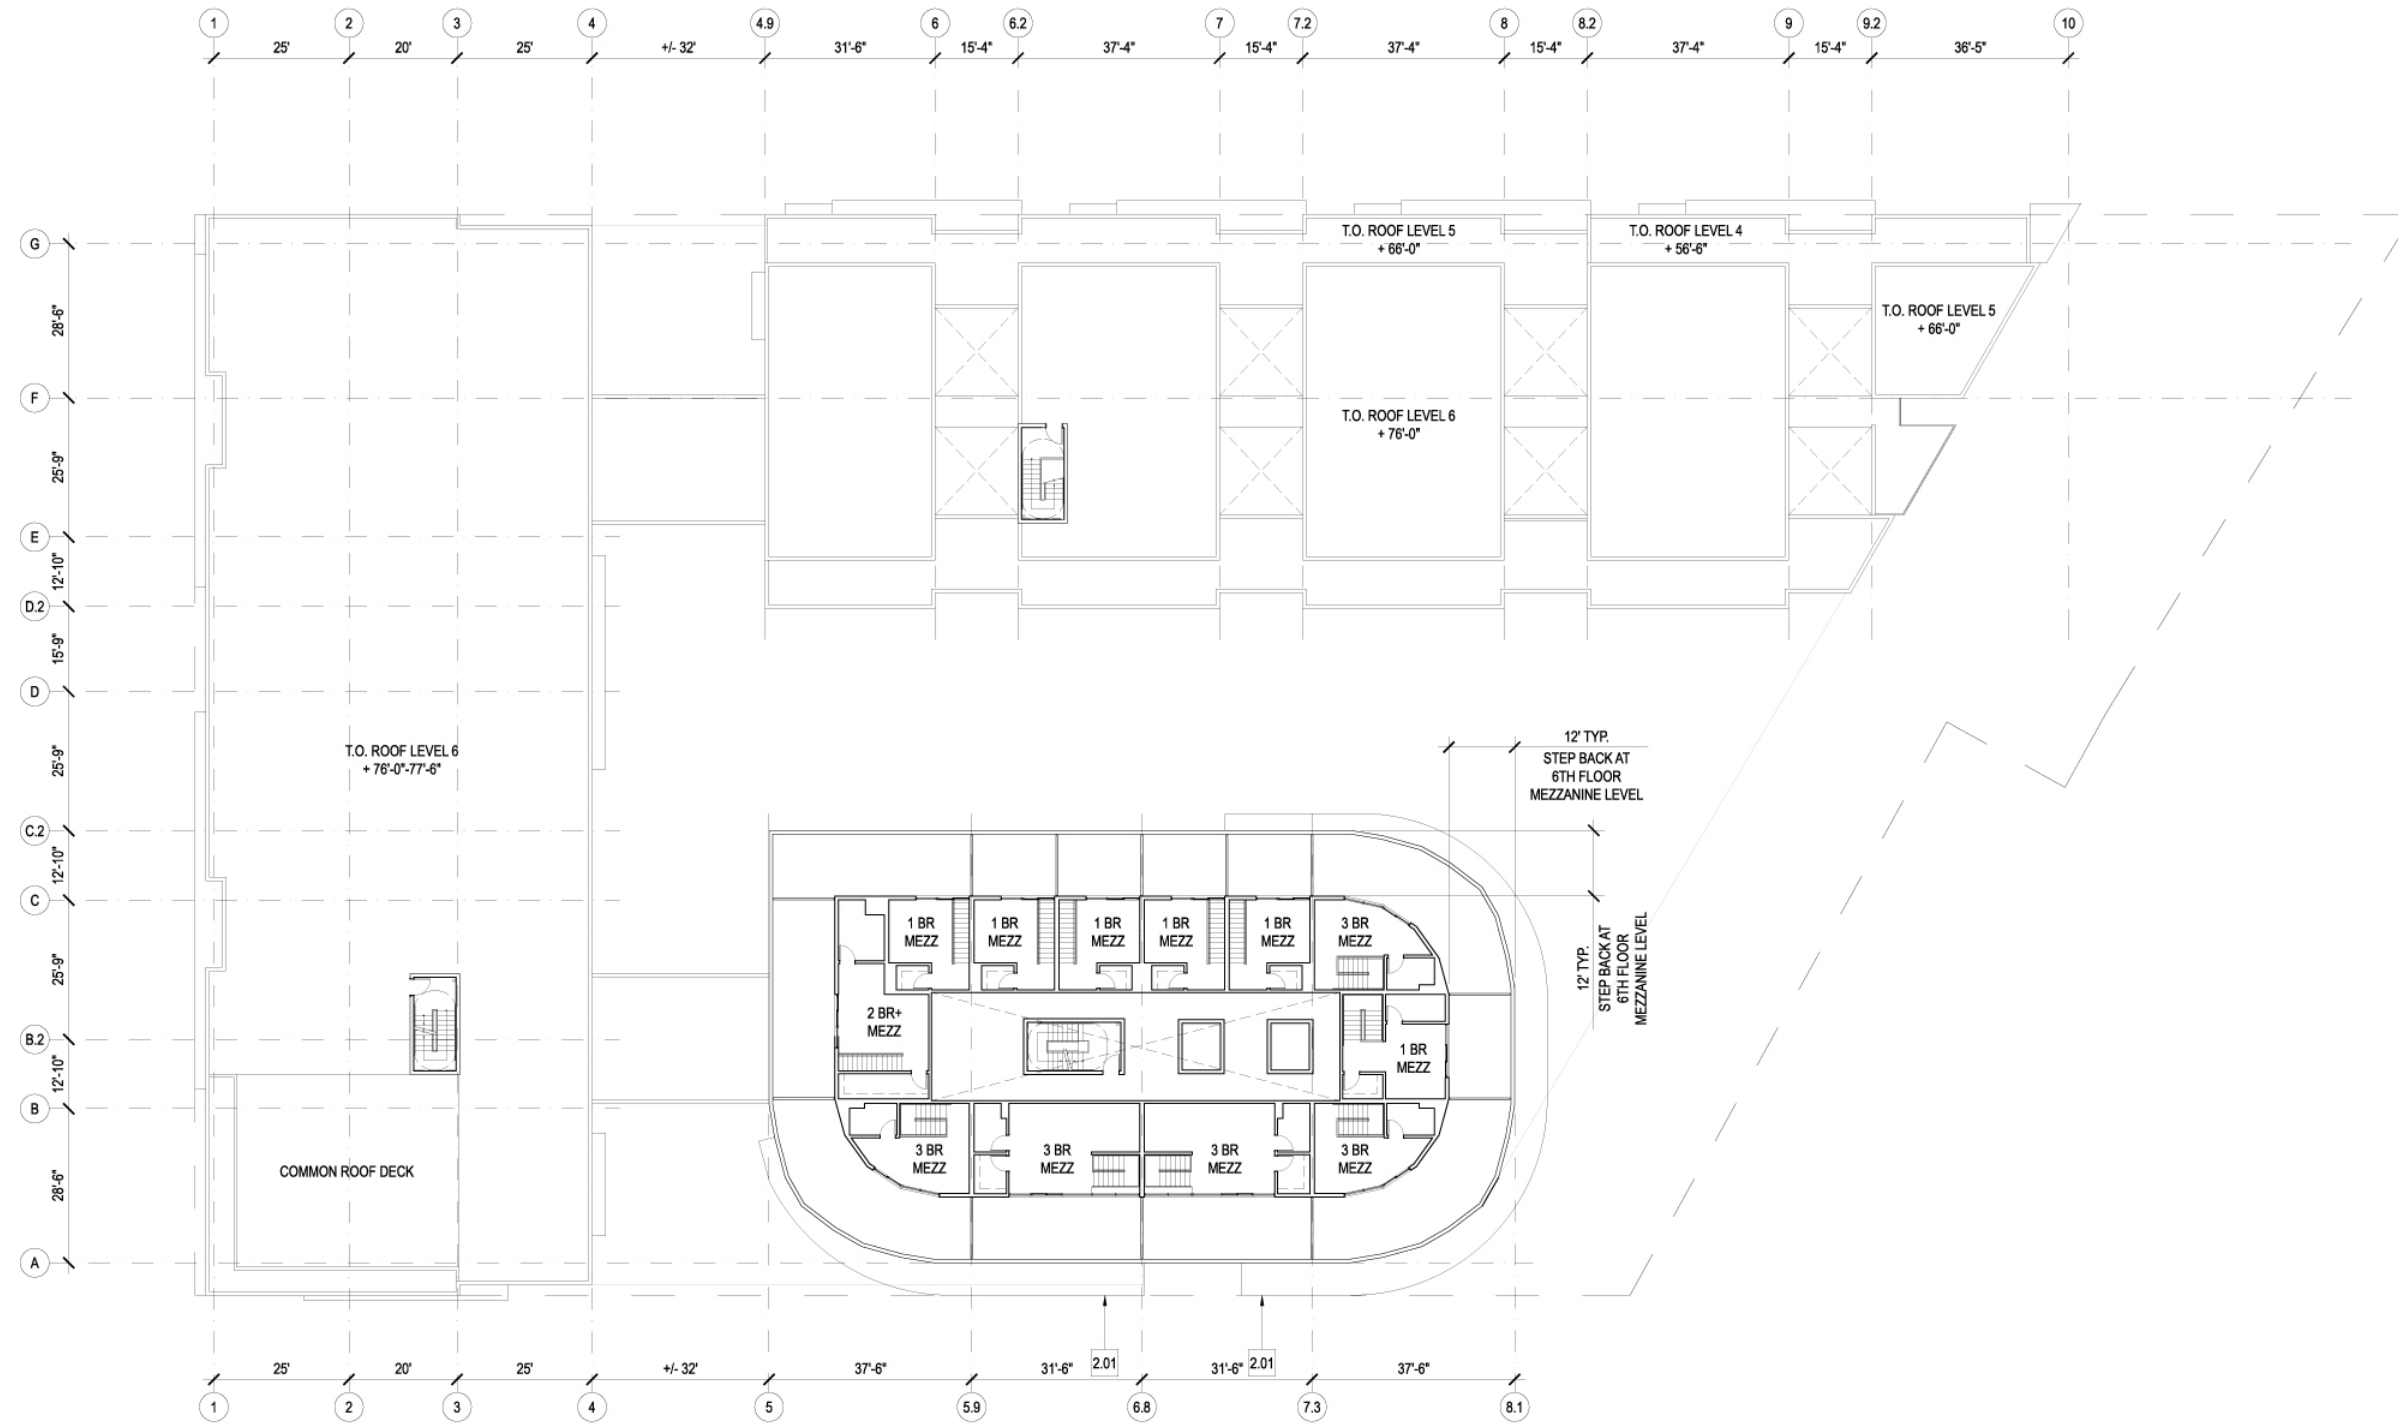 1 2 3 4 4.9 6 6.2 7 7.2 8 8.2 9 9.2 10
25' 20' 25' +/- 32' 31'-6" 15'-4" 37'-4" 15'-4" 37'-4" 15'-4" 37'-4" 15'-4" 36'-5"
G
28'-6"
F
25'-9"
E
12'-10"
D.2
15'-9"
D
25'-9"
C.2
12'-10"
C
25'-9"
B.2
12'-10"
B
28'-6"
A
T.O. ROOF LEVEL 5
+ 66'-0"
T.O. ROOF LEVEL 4
+ 56'-6"
T.O. ROOF LEVEL 5
+ 66'-0"
T.O. ROOF LEVEL 6
+ 76'-0"
T.O. ROOF LEVEL 6
+ 76'-0"-77'-6"
12' TYP.
STEP BACK AT
6TH FLOOR
MEZZANINE LEVEL
12' TYP.
STEP BACK AT
6TH FLOOR
MEZZANINE LEVEL
1 BR
MEZZ
1 BR
MEZZ
1 BR
MEZZ
1 BR
MEZZ
1 BR
MEZZ
3 BR
MEZZ
2 BR+
MEZZ
1 BR
MEZZ
3 BR
MEZZ
3 BR
MEZZ
3 BR
MEZZ
3 BR
MEZZ
COMMON ROOF DECK
2.01 2.01
25' 20' 25' +/- 32' 37'-6" 31'-6" 31'-6" 37'-6"
1 2 3 4 5 5.9 6.8 7.3 8.1